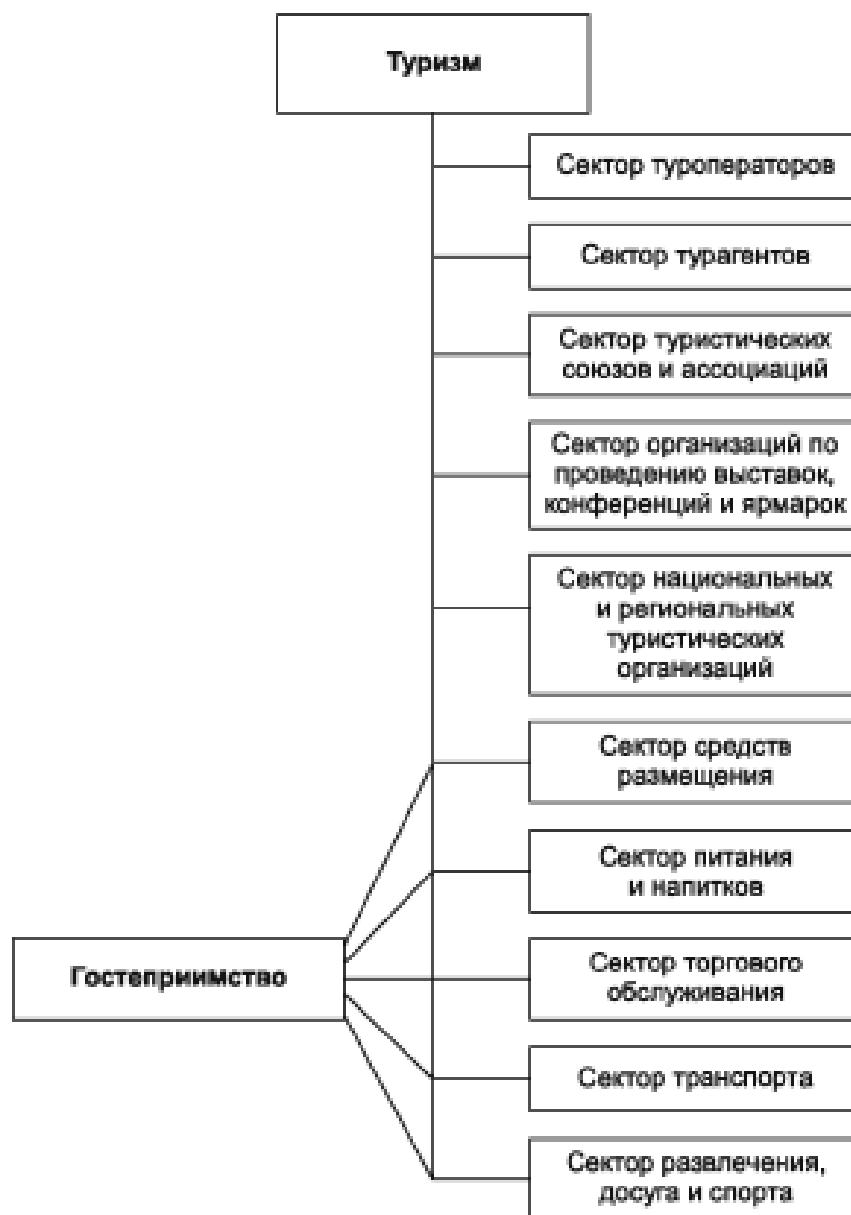 Туризм
Сектор туроператоров
Сектор турагентов
Сектор туристических
союзов и ассоциаций
Сектор организаций по
проведению выставок,
конференций и ярмарок
Сектор национальных
и региональных
туристических
организаций
Сектор средств
размещения
Сектор питания
и напитков
Гостеприимство
Сектор торгового
обслуживания
Сектор транспорта
Сектор развлечения,
досуга и спорта